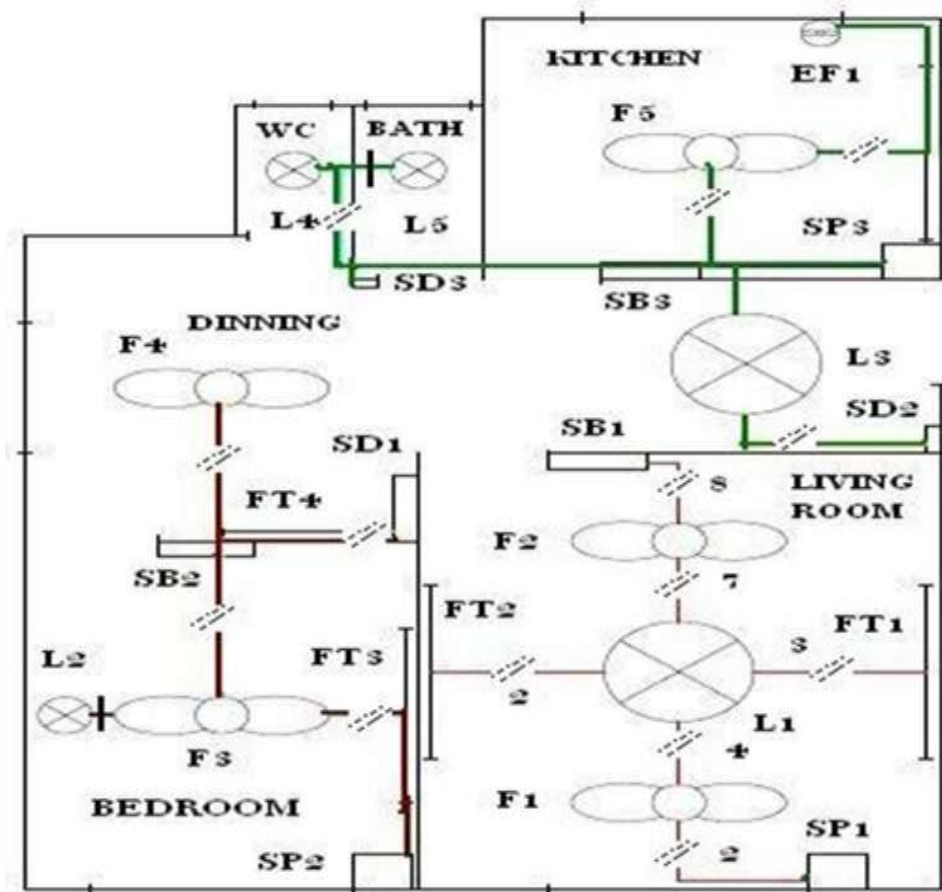 KITCHEN
EF1
F5
WC
BATH
L4
L5
SP3
SD3
SB3
DINNING
F4
L3
SD2
SD1
SB1
FT4
8
LIVING
ROOM
F2
SB2
7
FT2
FT1
L2
FT3
3
2
L1
F3
4
F1
BEDROOM
SP1
SP2
2